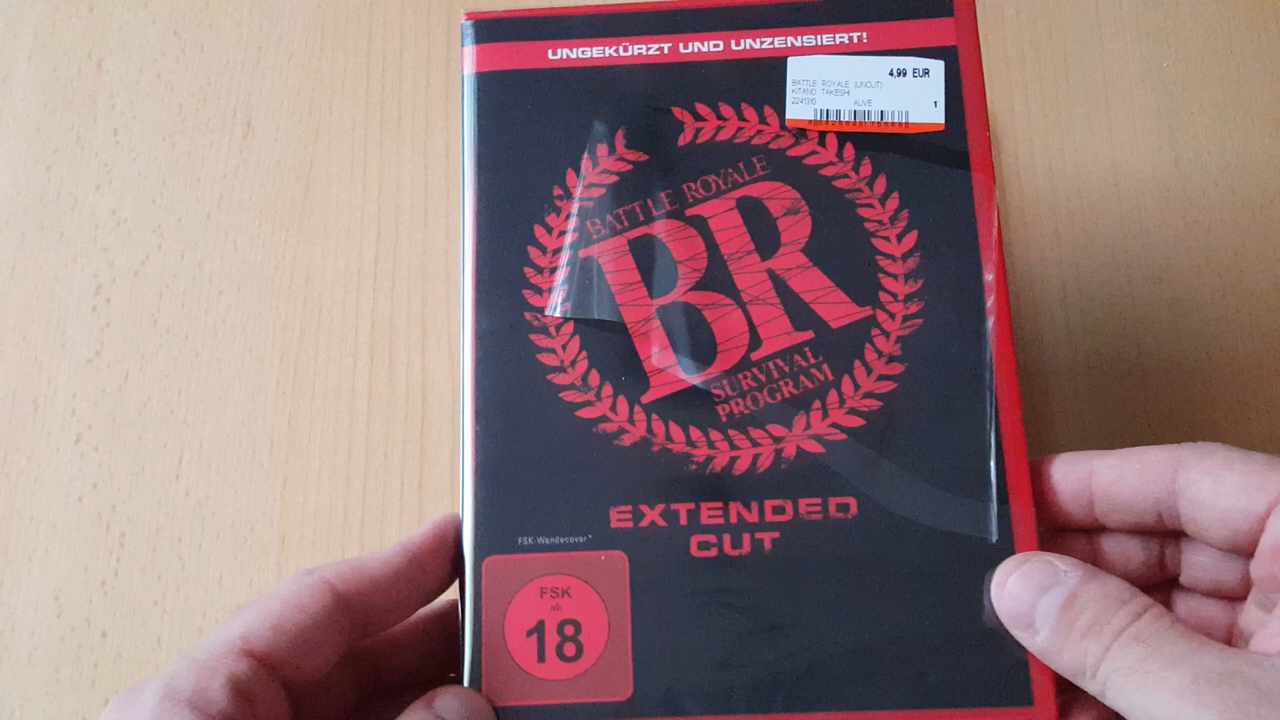 UNGEKÜRZT UND UNZENSIERT!
4,99 EUR
BATTLE ROYALE (UNCUT)
KITANO TAKESHI
2241310 ALIVE 1
BATTLE ROYALE
BR
SURVIVAL
PROGRAM
EXTENDED
CUT
FSK-Wendecover
FSK
ab
18